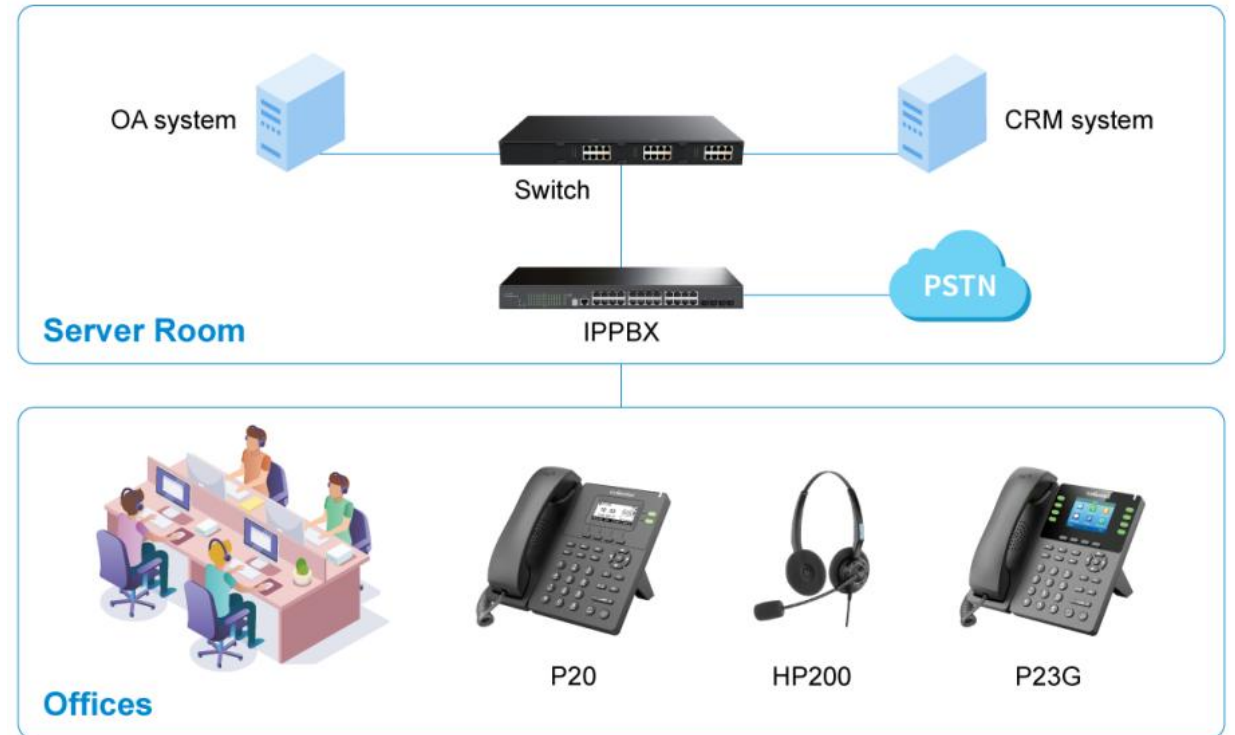 OA system
CRM system
Switch
PSTN
IPPBX
Server Room
P20
HP200
P23G
Offices